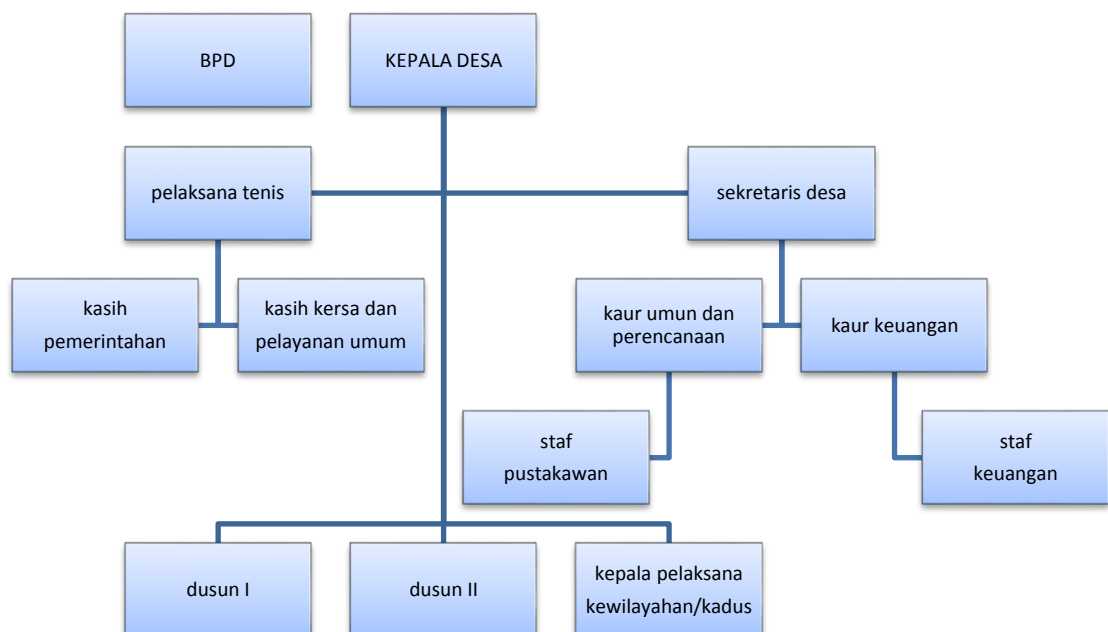 BPD
KEPALA DESA
pelaksana tenis
sekretaris desa
kasih
pemerintahan
kasih kersa dan
pelayanan umum
kaur umun dan
perencanaan
kaur keuangan
staf
pustakawan
staf
keuangan
dusun I
dusun II
kepala pelaksana
kewilayahan/kadus